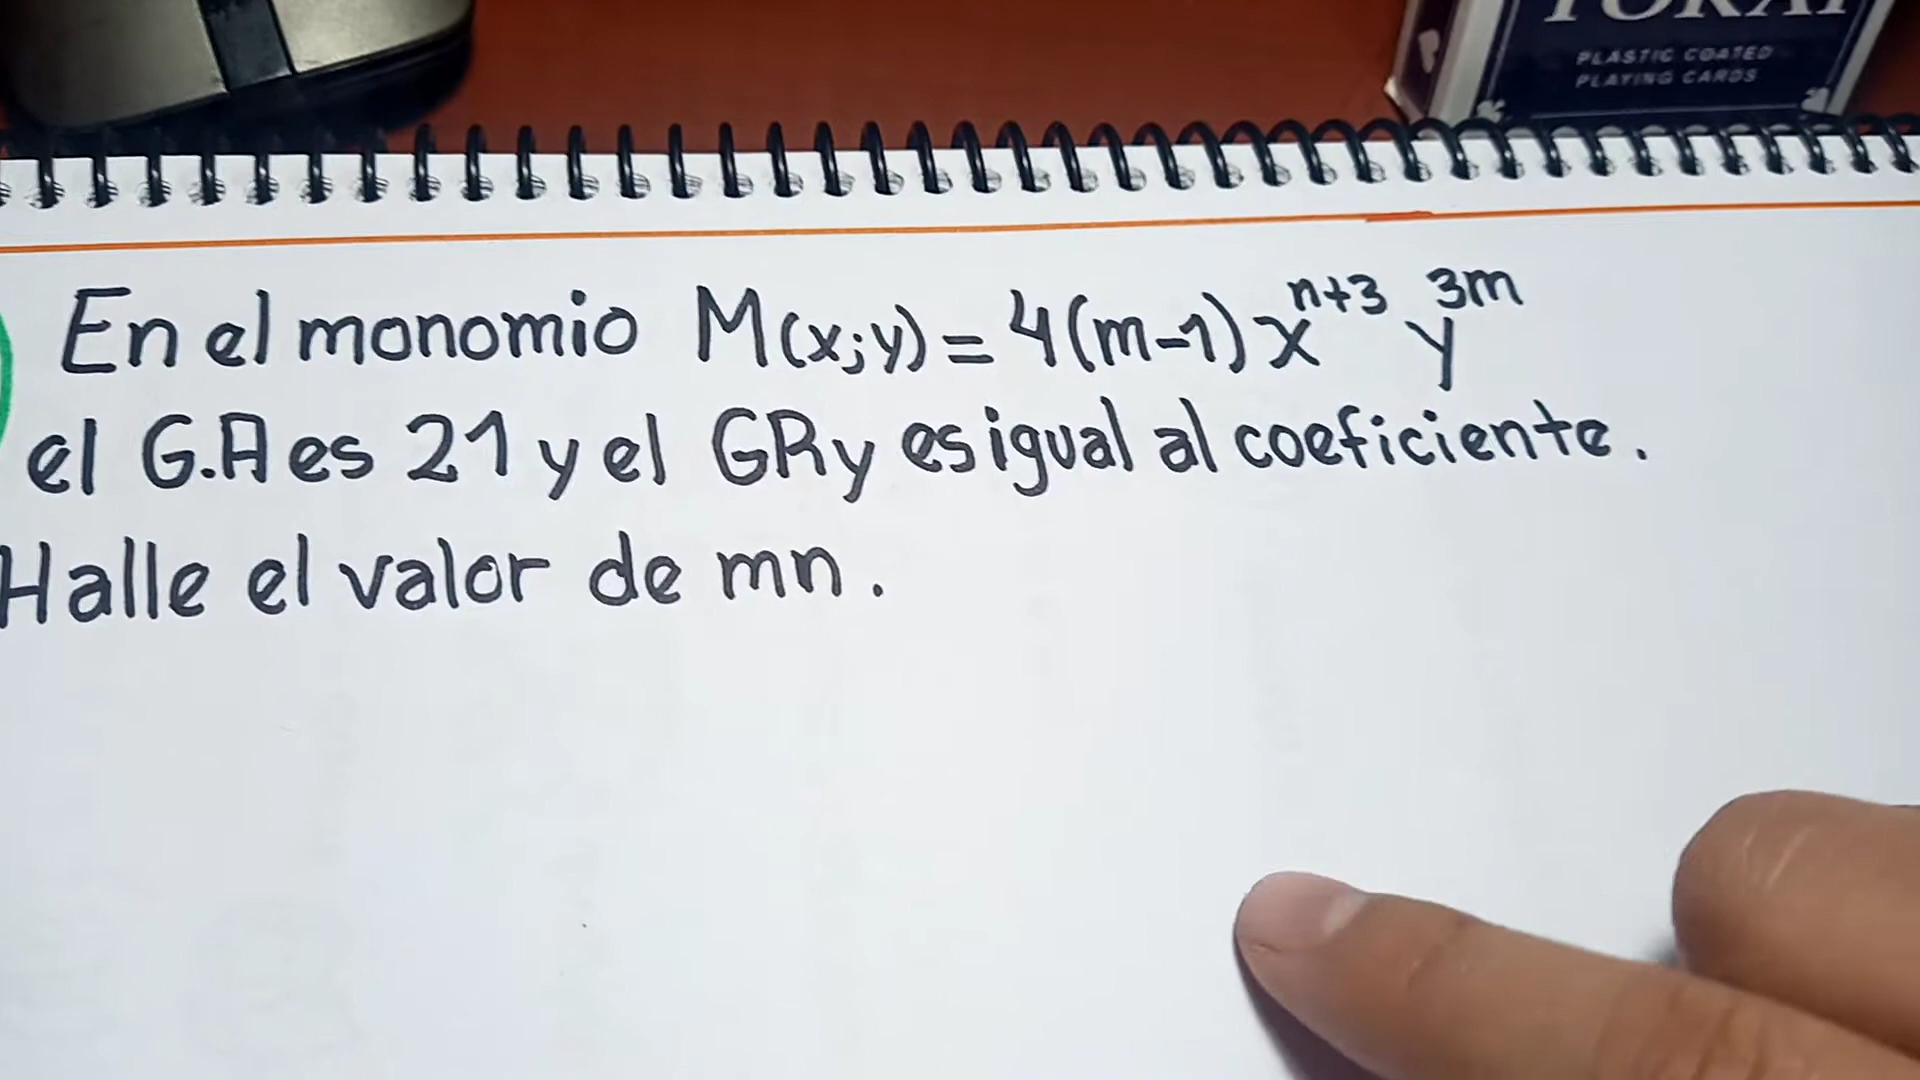 TOKAI
PLASTIC COATED
PLAYING CARDS
En el monomio M(x;y) = 4(m-1)x^{n+3} y^{3m}
el G.A es 21 y el GRy es igual al coeficiente.
Halle el valor de mn.